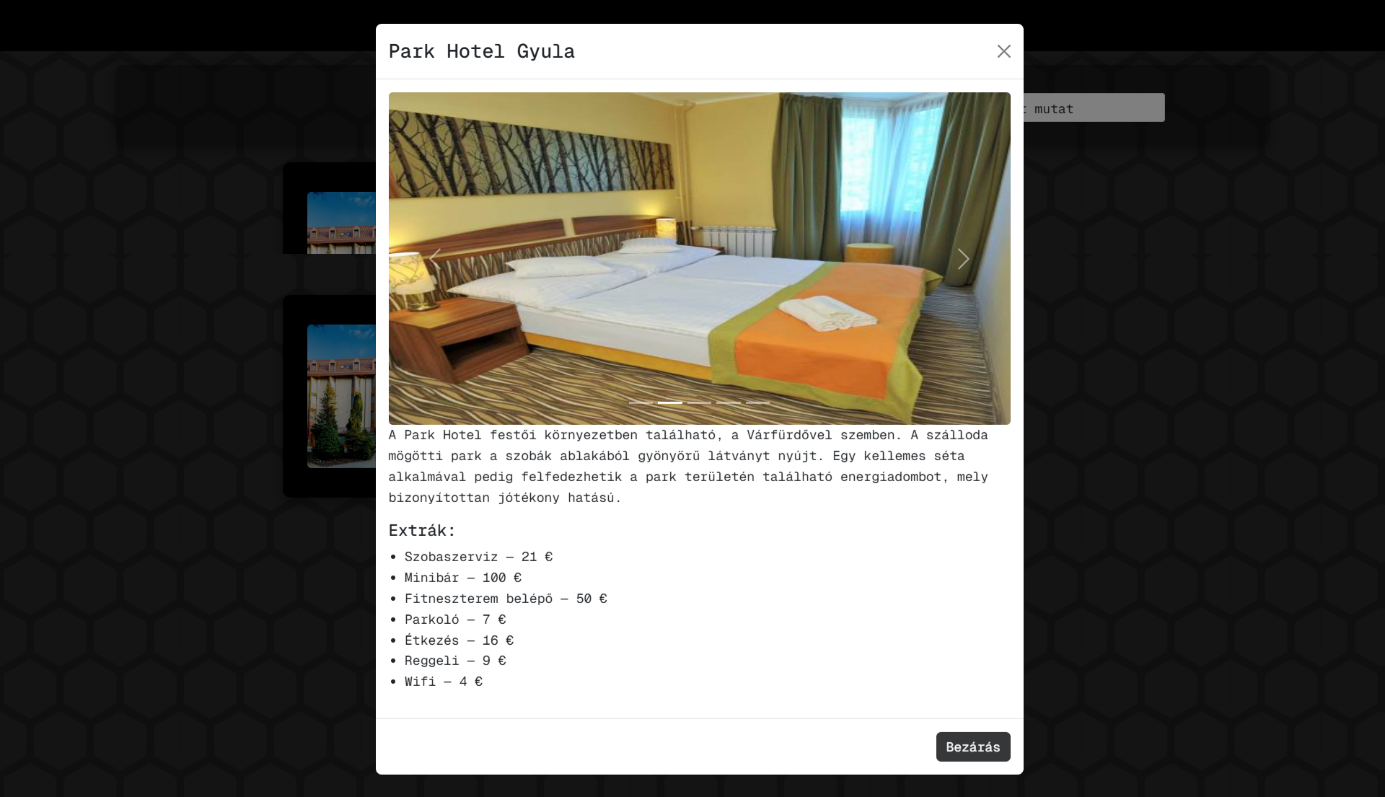 Park Hotel Gyula
mutat
A Park Hotel festői környezetben található, a Várfürdővel szemben. A szálloda
mögötti park a szobák ablakából gyönyörű látványt nyújt. Egy kellemes séta
alkalmával pedig felfedezhetik a park területén található energiadombot, mely
bizonyítottan jótékony hatású.
Extrák:
• Szobaszerviz – 21 €
• Minibár – 100 €
• Fitneszterem belépő – 50 €
• Parkoló – 7 €
• Étkezés – 16 €
• Reggeli – 9 €
• Wifi – 4 €
Bezárás